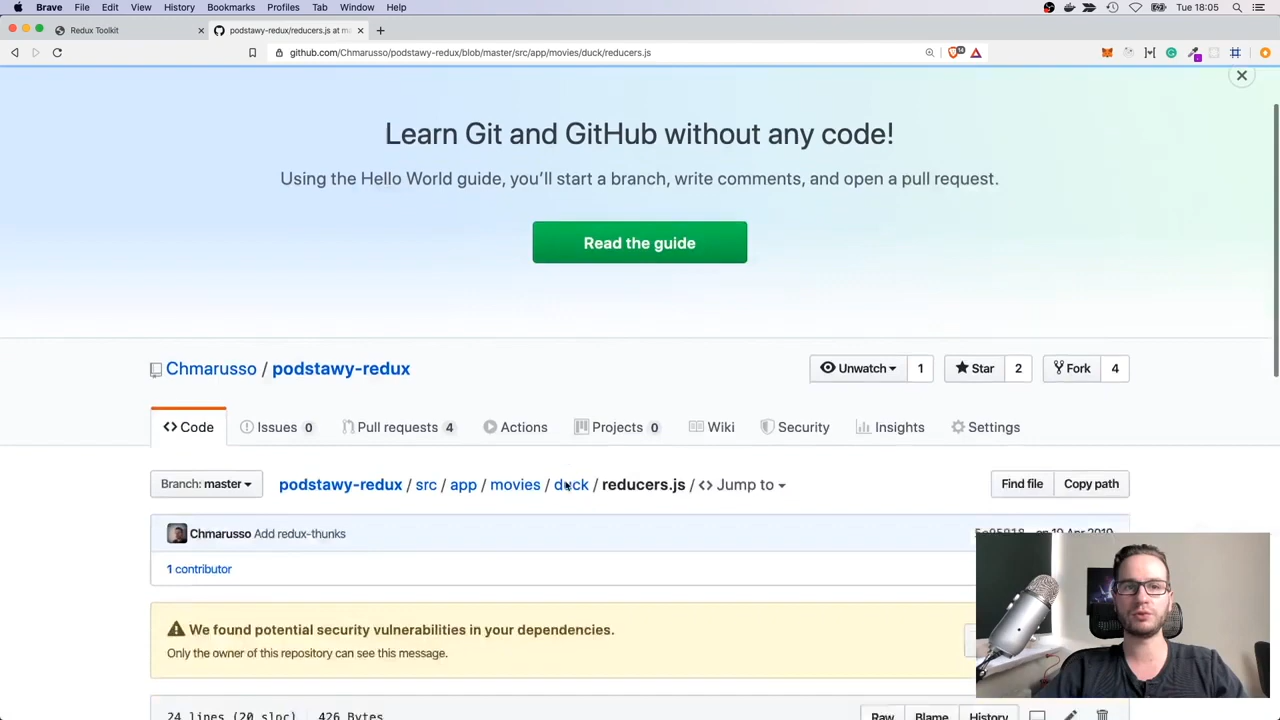 Brave File Edit View History Bookmarks Profiles Tab Window Help Tue 18:05
Redux Toolkit podstawy-redux/reducers.js at m
github.com/Chmarusso/podstawy-redux/blob/master/src/app/movies/duck/reducers.js
Learn Git and GitHub without any code!
Using the Hello World guide, you’ll start a branch, write comments, and open a pull request.
Read the guide
Chmarusso / podstawy-redux Unwatch 1 Star 2 Fork 4
Code Issues 0 Pull requests 4 Actions Projects 0 Wiki Security Insights Settings
Branch: master podstawy-redux / src / app / movies / duck / reducers.js / <> Jump to Find file Copy path
Chmarusso Add redux-thunks on 19 Apr 2019
1 contributor
We found potential security vulnerabilities in your dependencies.
Only the owner of this repository can see this message.
24 lines (20 sloc) 426 Bytes Raw Blame History